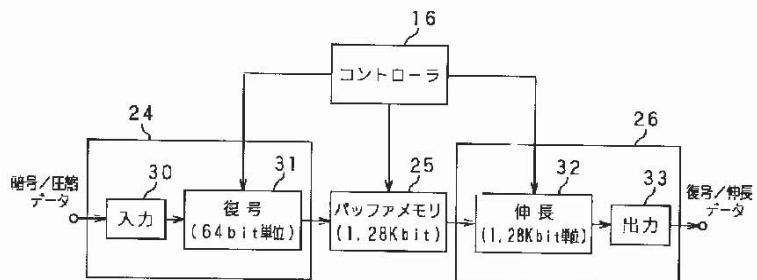 16
コントローラ
24
26
暗号/圧縮
データ
30
入力
31
復号
(64bit単位)
25
バッファメモリ
(1,28Kbit)
32
伸長
(1,28Kbit単位)
33
出力
復号/伸長
データ